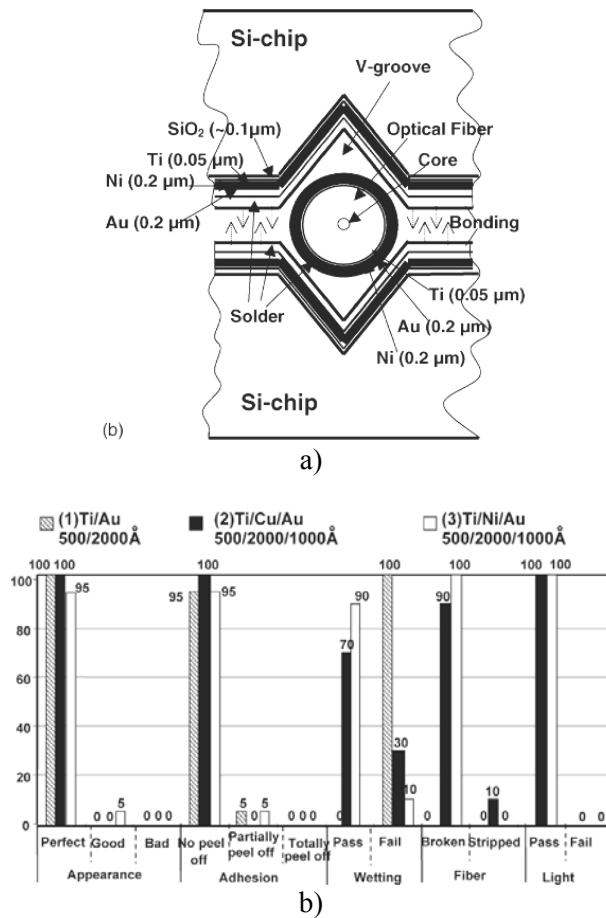 Si-chip
V-groove
SiO2 (~0.1µm)
Optical Fiber
Ti (0.05 µm)
Core
Ni (0.2 µm)
Au (0.2 µm)
Bonding
Ti (0.05 µm)
Solder
Au (0.2 µm)
Ni (0.2 µm)
Si-chip
(b)
a)
(1)Ti/Au (2)Ti/Cu/Au (3)Ti/Ni/Au
500/2000Å 500/2000/1000Å 500/2000/1000Å
100 100 100 100 100 100 100
100 95 95 95 90 90
80 70
60
40 30
20 5 5 5 10 10
0 0 0 0 0 0 0 0 0 0 0 0 0 0 0
Perfect Good Bad No peel off Partially peel off Totally peel off Pass Fail Broken Stripped Pass Fail
Appearance Adhesion Wetting Fiber Light
b)